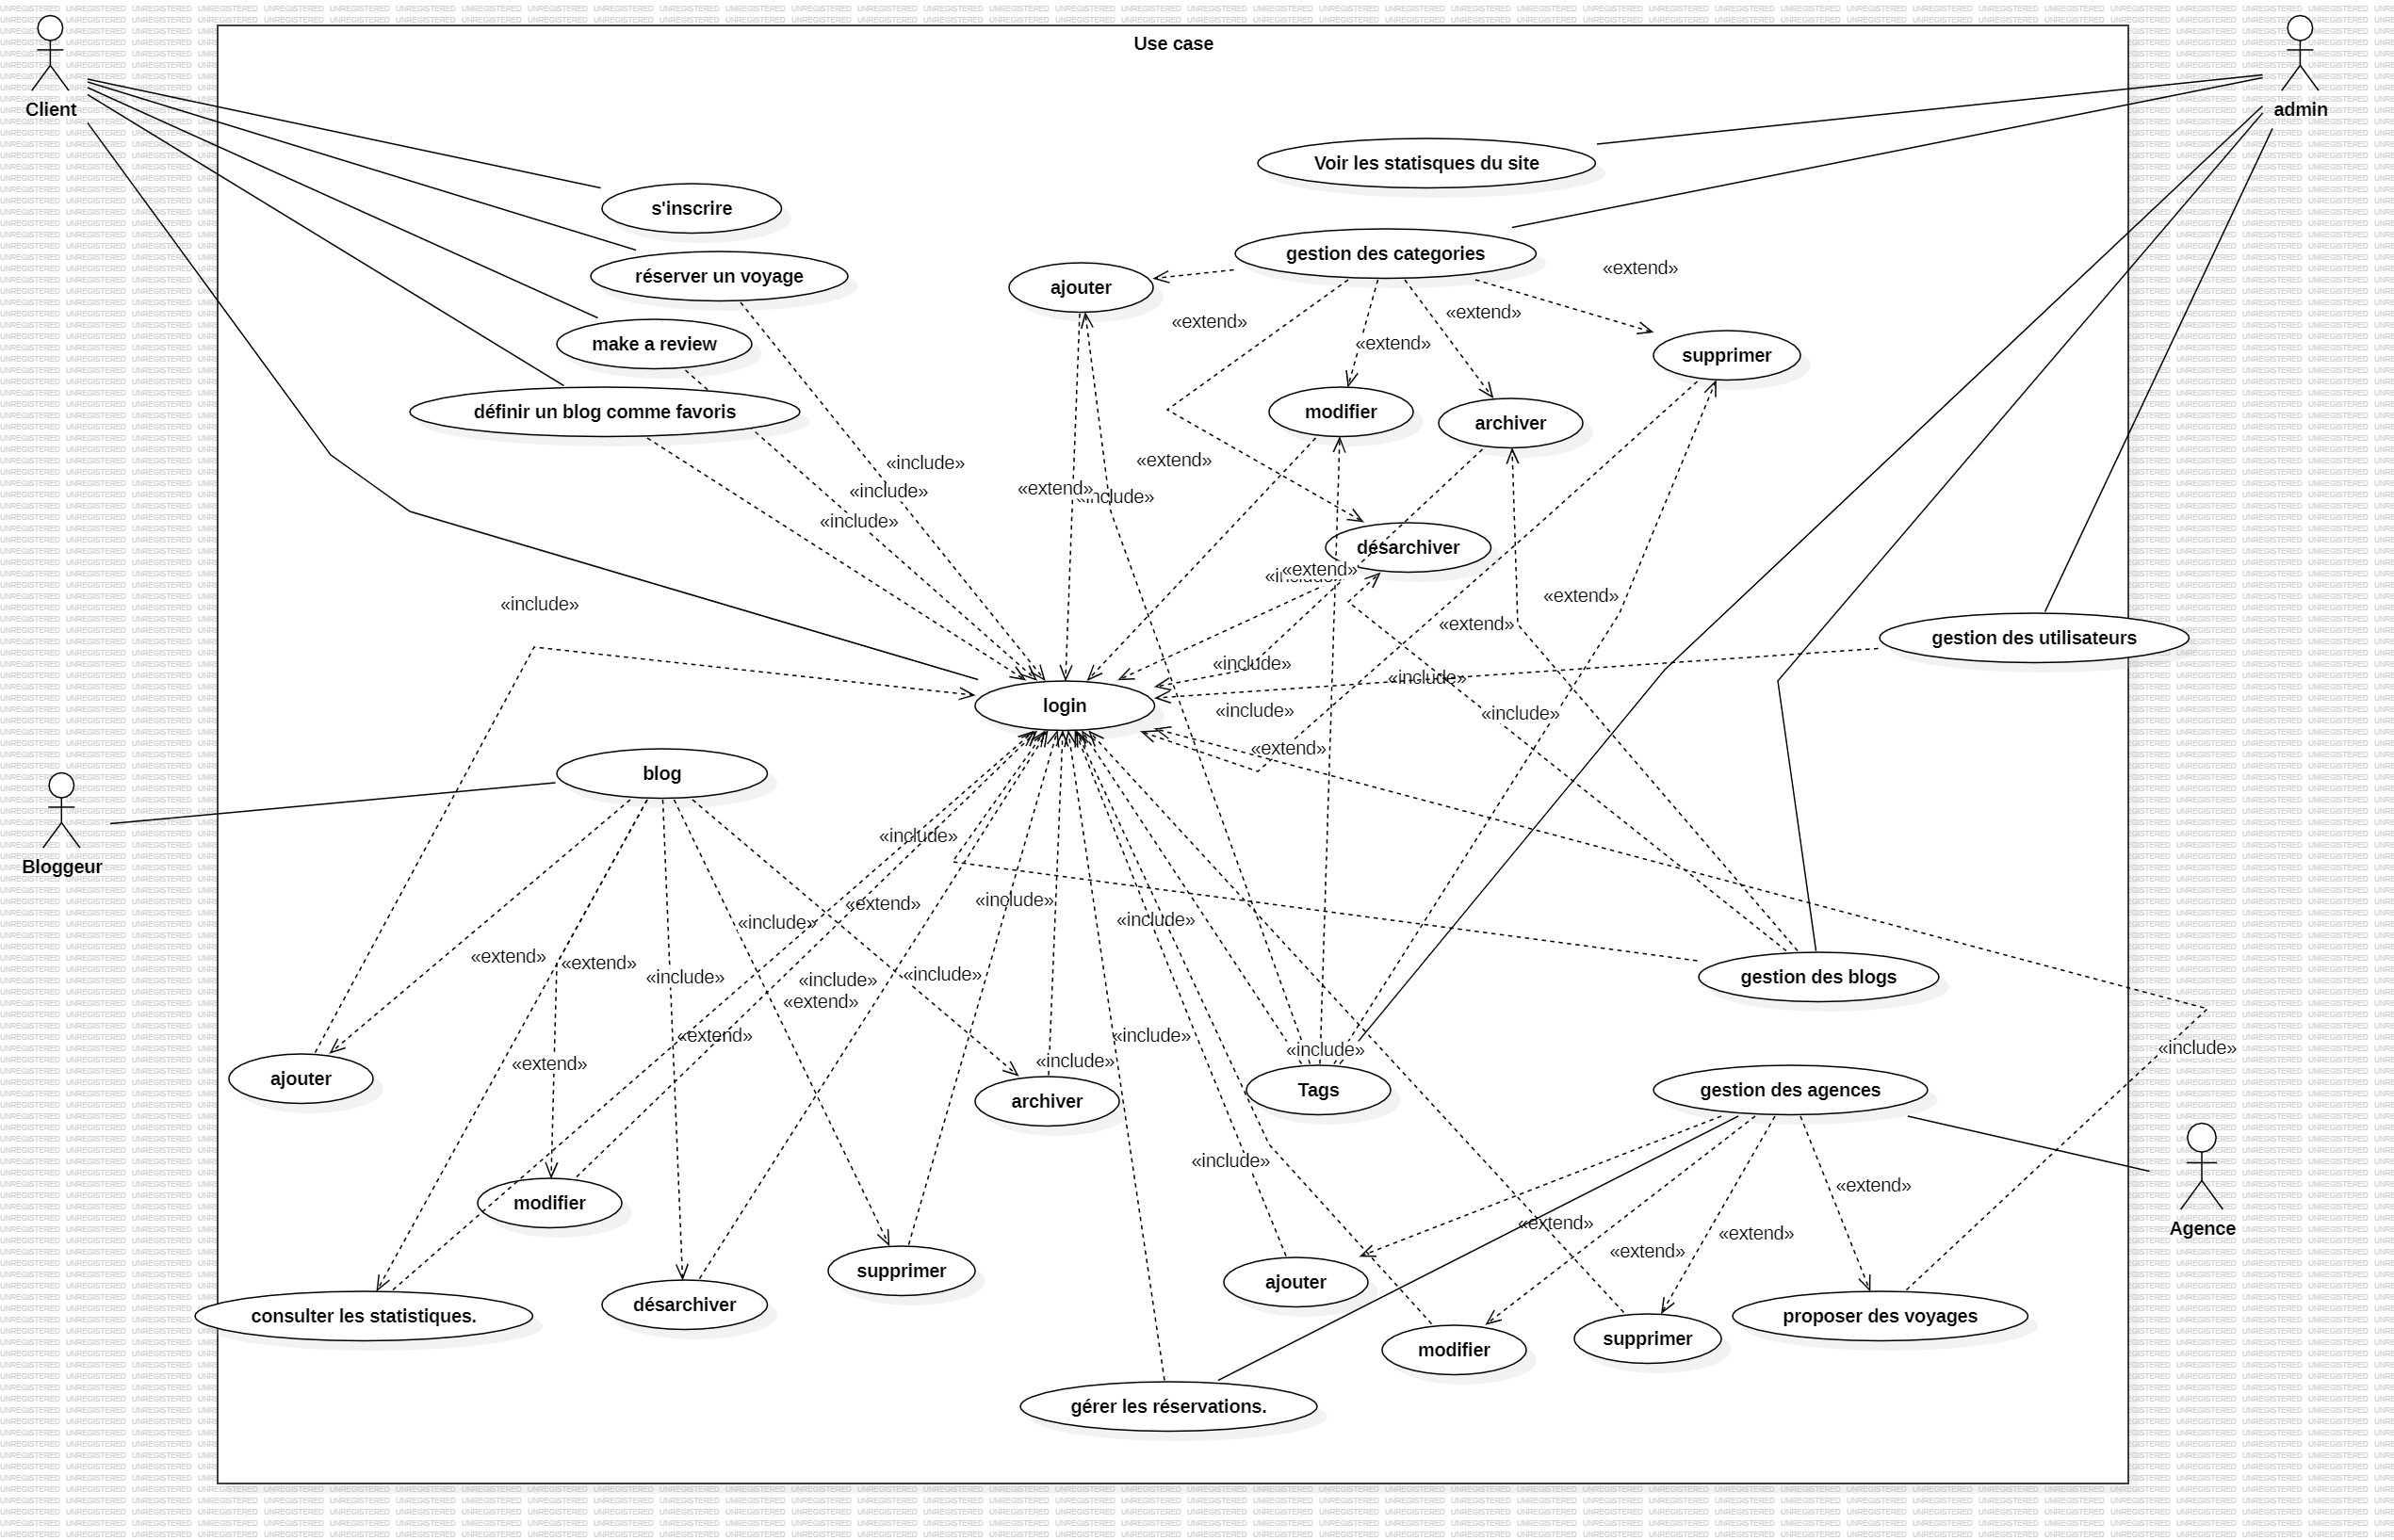 Use case
Client
admin
Voir les statisques du site
s'inscrire
gestion des categories
«extend»
réserver un voyage
ajouter
«extend»
«extend»
make a review
«extend»
supprimer
définir un blog comme favoris
modifier
archiver
«include»
«extend»
«include»
«extend»
«include»
«include»
désarchiver
«extend»
«include»
«include»
«extend»
«extend»
gestion des utilisateurs
«include»
«include»
login
«include»
«include»
«extend»
blog
«include»
Bloggeur
«extend»
«include»
«include»
«include»
«extend»
«extend»
«include»
«include»
«include»
gestion des blogs
«extend»
«extend»
«include»
«include»
«include»
«include»
«extend»
ajouter
archiver
Tags
gestion des agences
«include»
«extend»
modifier
«extend»
«extend»
«extend»
Agence
supprimer
ajouter
désarchiver
consulter les statistiques.
proposer des voyages
supprimer
modifier
gérer les réservations.
UNREGISTERED